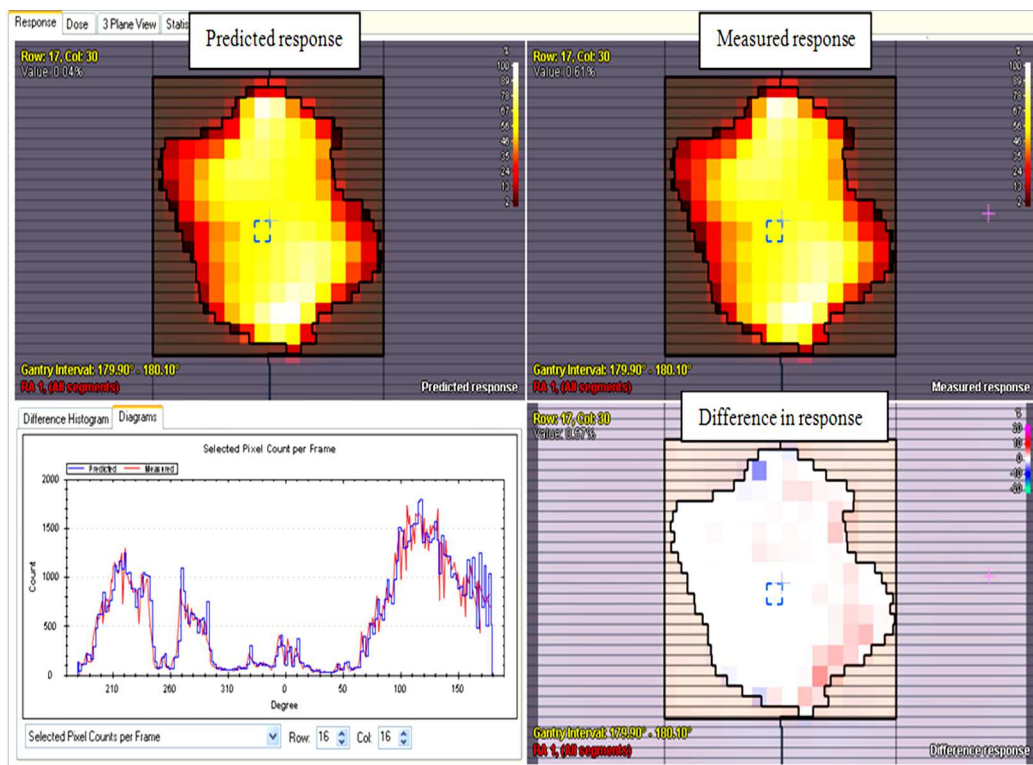 Response Dose 3 Plane View Statis
Predicted response
Row: 17, Col: 30
Value: 0.04%
%
100
89
78
67
56
46
35
24
13
2
Gantry Interval: 179.90° - 180.10°
RA 1, (All segments)
Predicted response
Measured response
Row: 17, Col: 30
Value: 0.61%
%
100
89
78
67
56
46
35
24
13
2
Gantry Interval: 179.90° - 180.10°
RA 1, (All segments)
Measured response
Difference Histogram Diagrams
Selected Pixel Count per Frame
Predicted Measured
2000
1500
1000
500
0
Count
210 260 310 0 50 100 150
Degree
Selected Pixel Counts per Frame Row: 16 Col: 16
Difference in response
Row: 17, Col: 30
Value: 0.57%
%
20
10
0
-10
-20
Gantry Interval: 179.90° - 180.10°
RA 1, (All segments)
Difference response